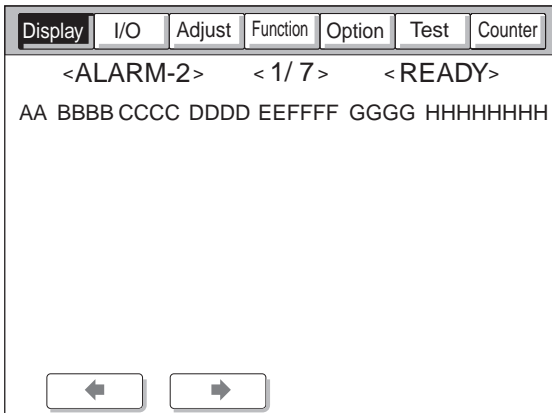 Display I/O Adjust Function Option Test Counter
<ALARM-2> < 1/ 7 > <READY>
AA BBBB CCCC DDDD EEFFFF GGGG HHHHHHHH